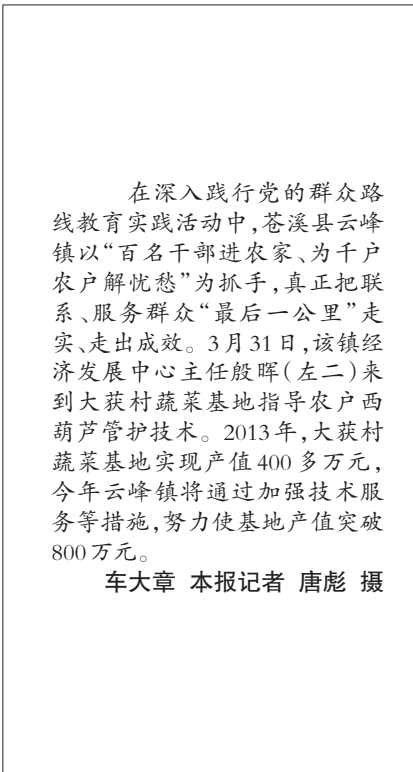 在深入践行党的群众路
线教育实践活动中,苍溪县云峰
镇以“百名干部进农家、为千户
农户解忧愁”为抓手,真正把联
系、服务群众“最后一公里”走
实、走出成效。3月31日,该镇经
济发展中心主任殷晖(左二)来
到大获村蔬菜基地指导农户西
葫芦管护技术。2013年,大获村
蔬菜基地实现产值400多万元,
今年云峰镇将通过加强技术服
务等措施,努力使基地产值突破
800万元。
车大章 本报记者 唐彪 摄